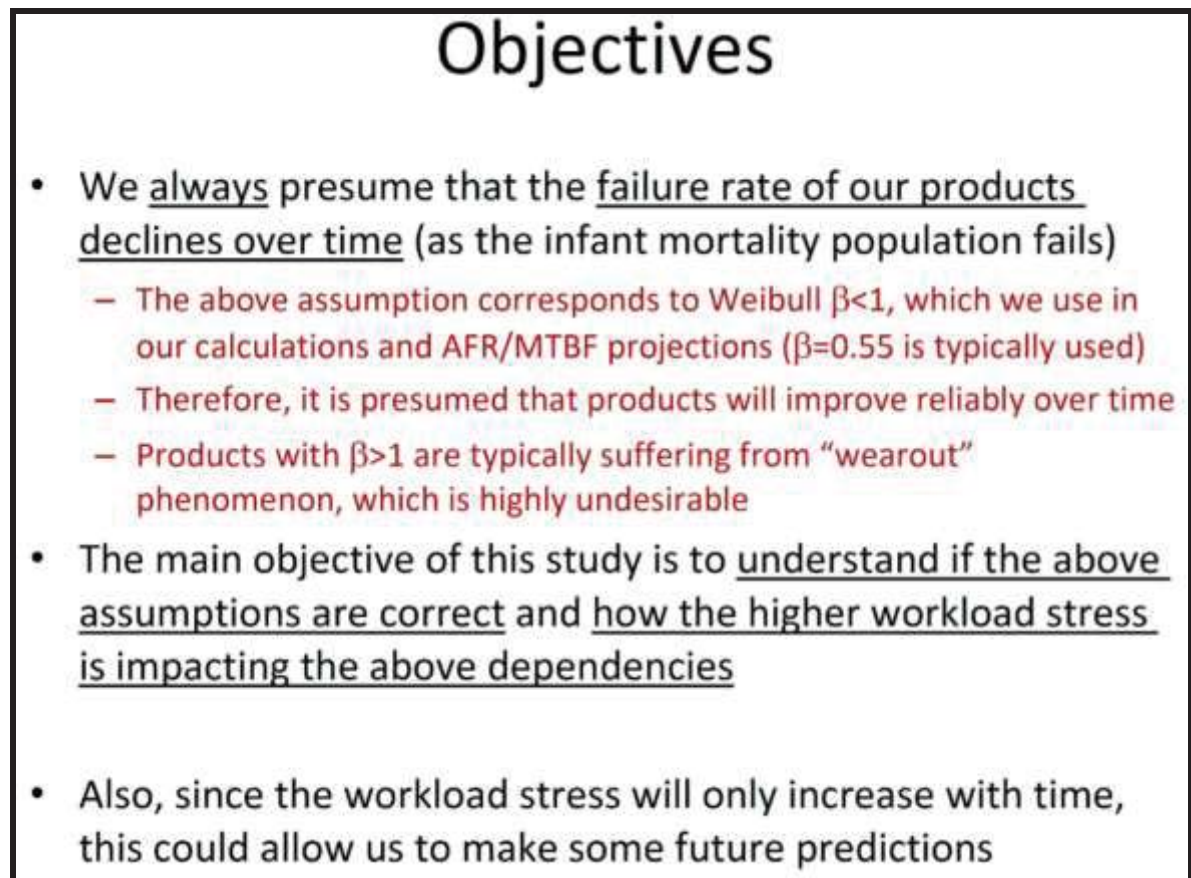 Objectives
• We always presume that the failure rate of our products
declines over time (as the infant mortality population fails)
– The above assumption corresponds to Weibull β<1, which we use in
our calculations and AFR/MTBF projections (β=0.55 is typically used)
– Therefore, it is presumed that products will improve reliably over time
– Products with β>1 are typically suffering from “wearout”
phenomenon, which is highly undesirable
• The main objective of this study is to understand if the above
assumptions are correct and how the higher workload stress
is impacting the above dependencies
• Also, since the workload stress will only increase with time,
this could allow us to make some future predictions